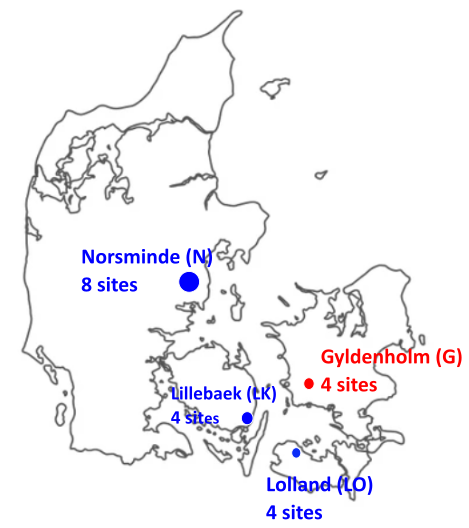 Norsminde (N)
8 sites
Gyldenholm (G)
4 sites
Lillebaek (LK)
4 sites
Lolland (LO)
4 sites